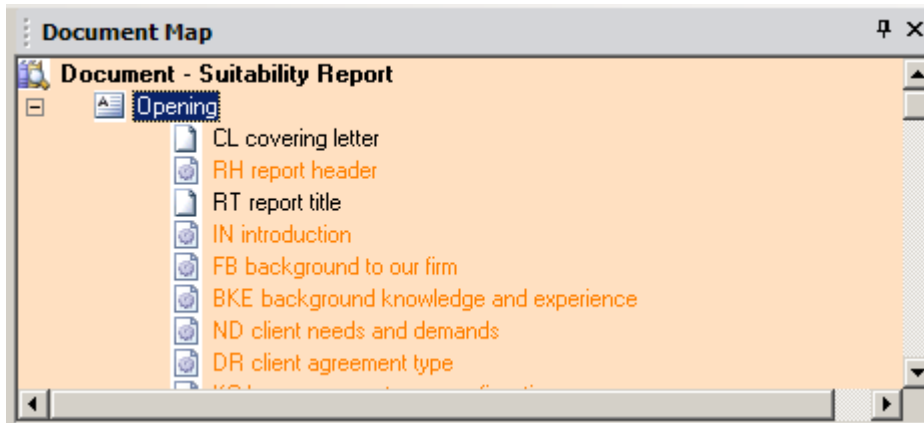 Document Map
Document - Suitability Report
Opening
CL covering letter
RH report header
RT report title
IN introduction
FB background to our firm
BKE background knowledge and experience
ND client needs and demands
DR client agreement type